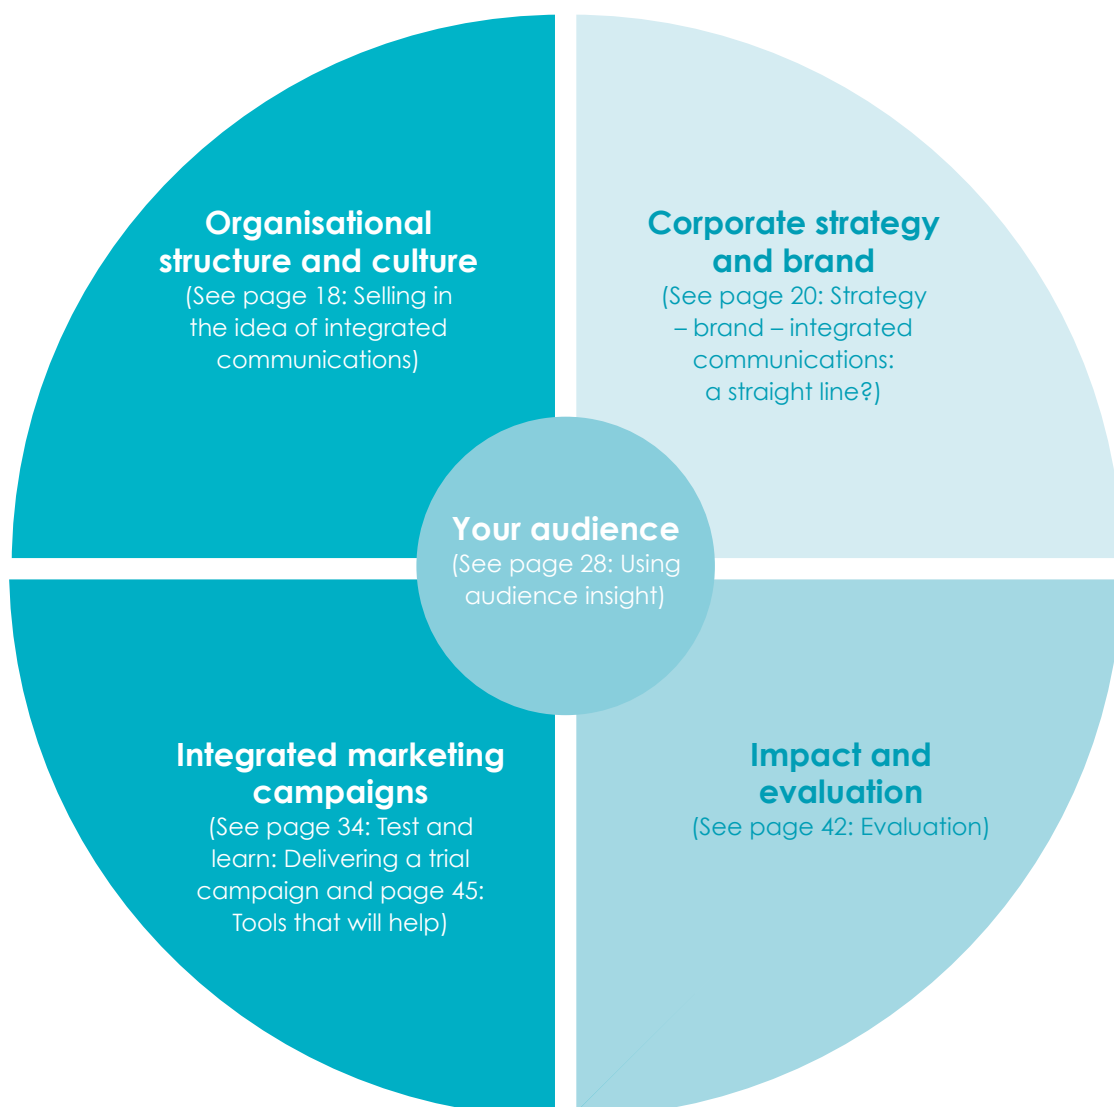 Organisational
structure and culture
(See page 18: Selling in
the idea of integrated
communications)
Corporate strategy
and brand
(See page 20: Strategy
– brand – integrated
communications:
a straight line?)
Your audience
(See page 28: Using
audience insight)
Integrated marketing
campaigns
(See page 34: Test and
learn: Delivering a trial
campaign and page 45:
Tools that will help)
Impact and
evaluation
(See page 42: Evaluation)